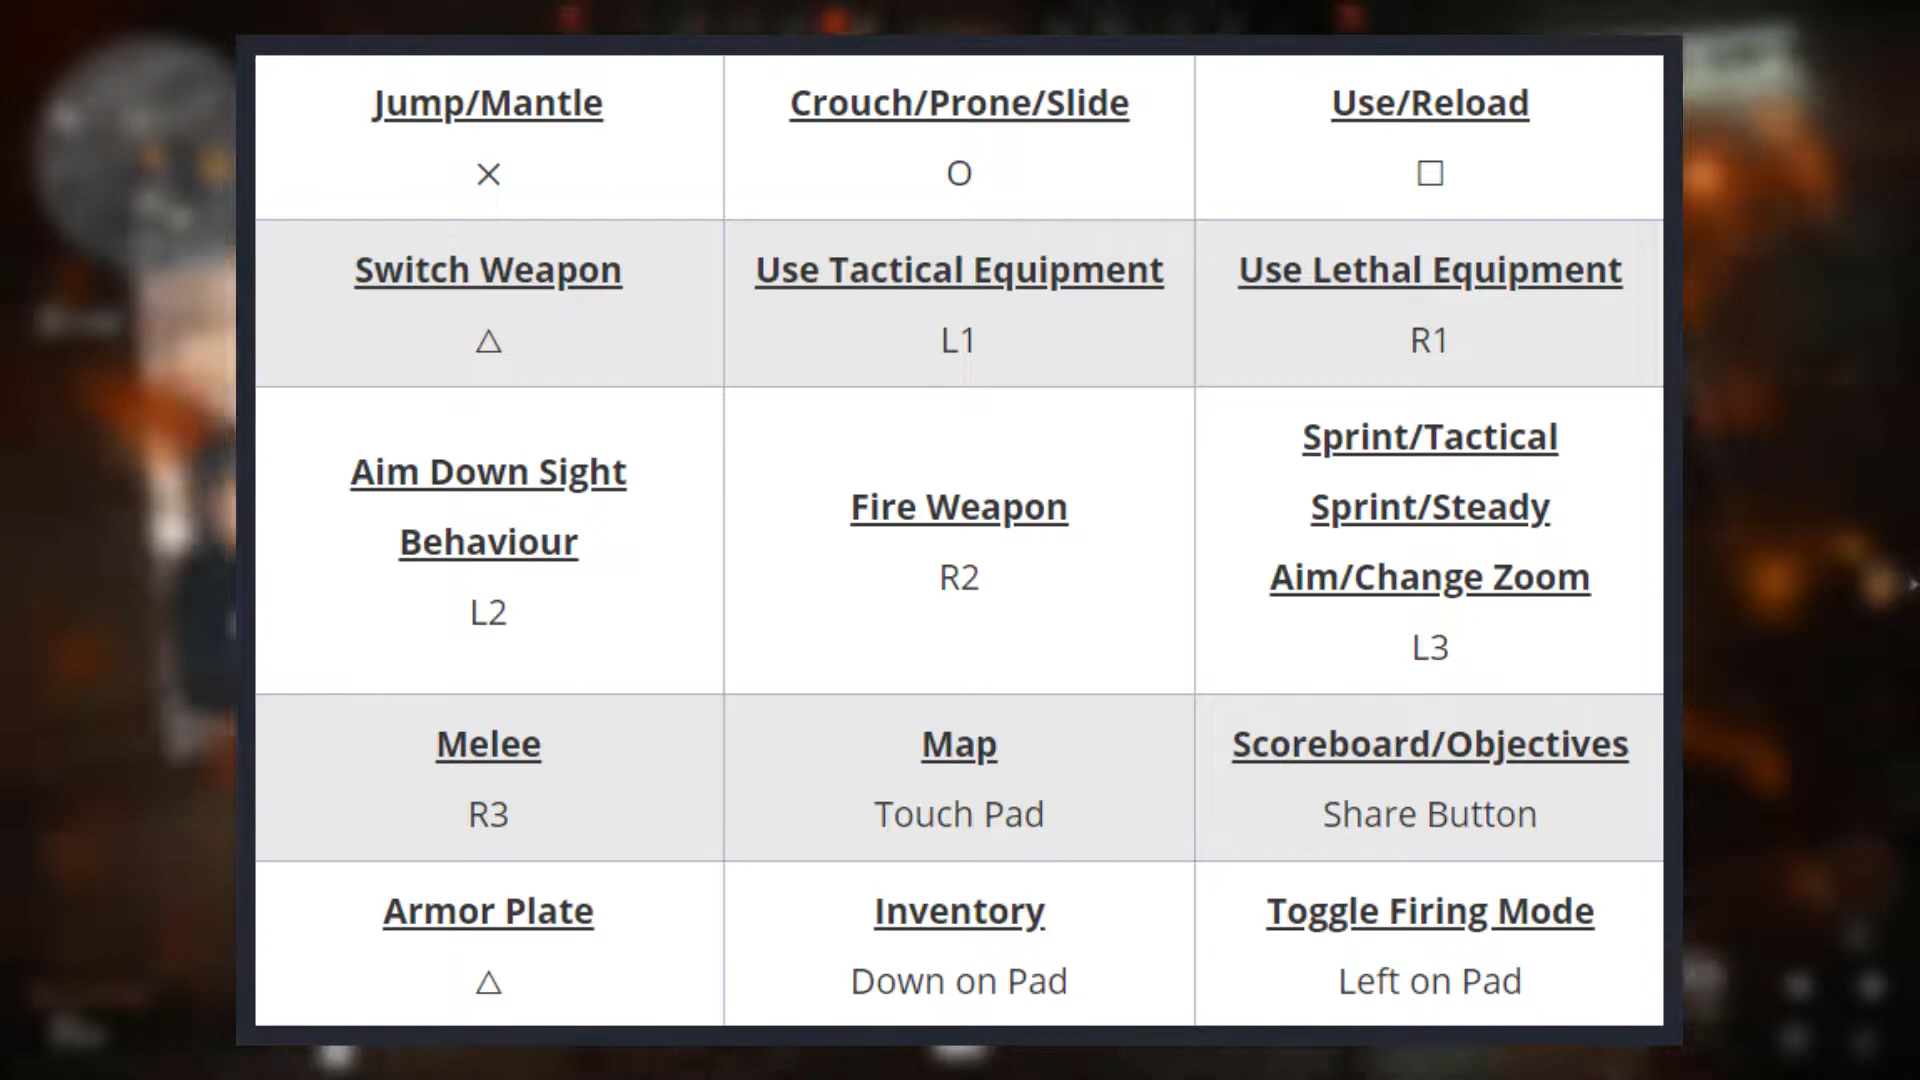 Jump/Mantle
×
Crouch/Prone/Slide
O
Use/Reload
□
Switch Weapon
△
Use Tactical Equipment
L1
Use Lethal Equipment
R1
Aim Down Sight
Behaviour
L2
Fire Weapon
R2
Sprint/Tactical
Sprint/Steady
Aim/Change Zoom
L3
Melee
R3
Map
Touch Pad
Scoreboard/Objectives
Share Button
Armor Plate
△
Inventory
Down on Pad
Toggle Firing Mode
Left on Pad